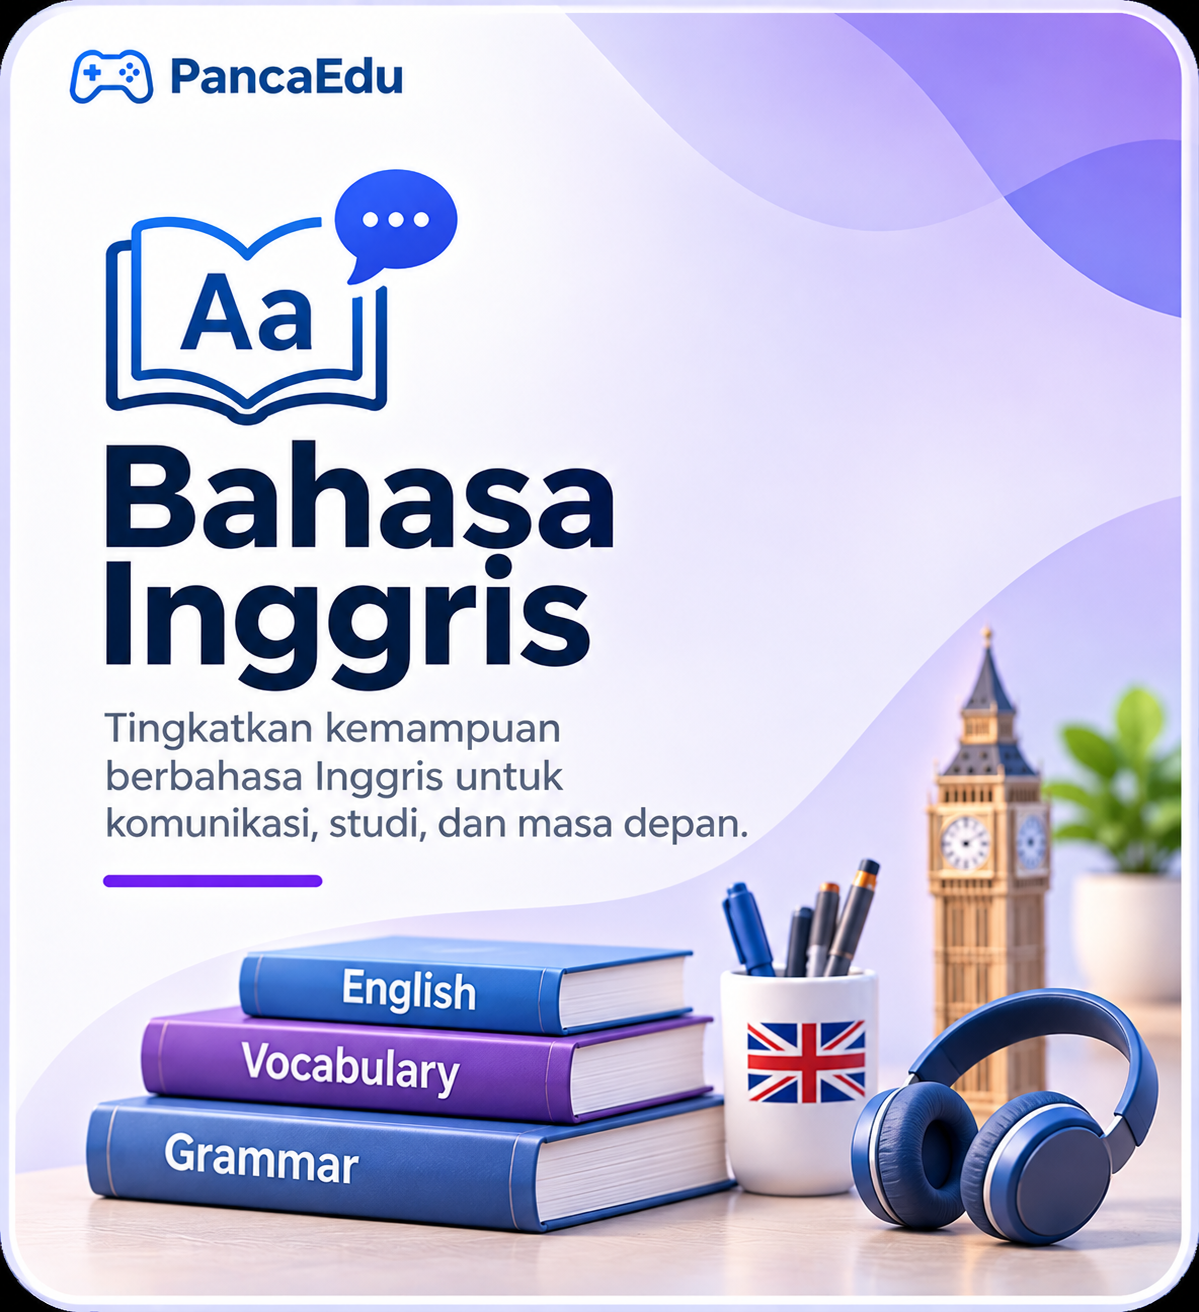 PancaEdu
Aa
Bahasa
Inggris
Tingkatkan kemampuan
berbahasa Inggris untuk
komunikasi, studi, dan masa depan.
English
Vocabulary
Grammar